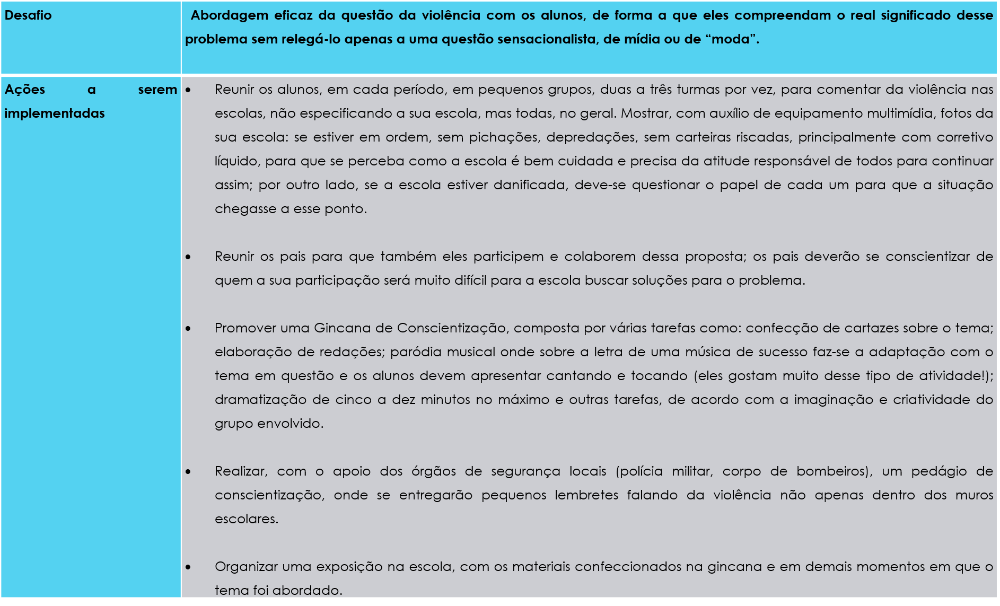 Desafio
Abordagem eficaz da questão da violência com os alunos, de forma a que eles compreendam o real significado desse
problema sem relegá-lo apenas a uma questão sensacionalista, de mídia ou de “moda”.
Ações a serem
implementadas
• Reunir os alunos, em cada período, em pequenos grupos, duas a três turmas por vez, para comentar da violência nas
escolas, não especificando a sua escola, mas todas, no geral. Mostrar, com auxílio de equipamento multimídia, fotos da
sua escola: se estiver em ordem, sem pichações, depredações, sem carteiras riscadas, principalmente com corretivo
líquido, para que se perceba como a escola é bem cuidada e precisa da atitude responsável de todos para continuar
assim; por outro lado, se a escola estiver danificada, deve-se questionar o papel de cada um para que a situação
chegasse a esse ponto.
• Reunir os pais para que também eles participem e colaborem dessa proposta; os pais deverão se conscientizar de
quem a sua participação será muito difícil para a escola buscar soluções para o problema.
• Promover uma Gincana de Conscientização, composta por várias tarefas como: confecção de cartazes sobre o tema;
elaboração de redações; paródia musical onde sobre a letra de uma música de sucesso faz-se a adaptação com o
tema em questão e os alunos devem apresentar cantando e tocando (eles gostam muito desse tipo de atividade!);
dramatização de cinco a dez minutos no máximo e outras tarefas, de acordo com a imaginação e criatividade do
grupo envolvido.
• Realizar, com o apoio dos órgãos de segurança locais (polícia militar, corpo de bombeiros), um pedágio de
conscientização, onde se entregarão pequenos lembretes falando da violência não apenas dentro dos muros
escolares.
• Organizar uma exposição na escola, com os materiais confeccionados na gincana e em demais momentos em que o
tema foi abordado.